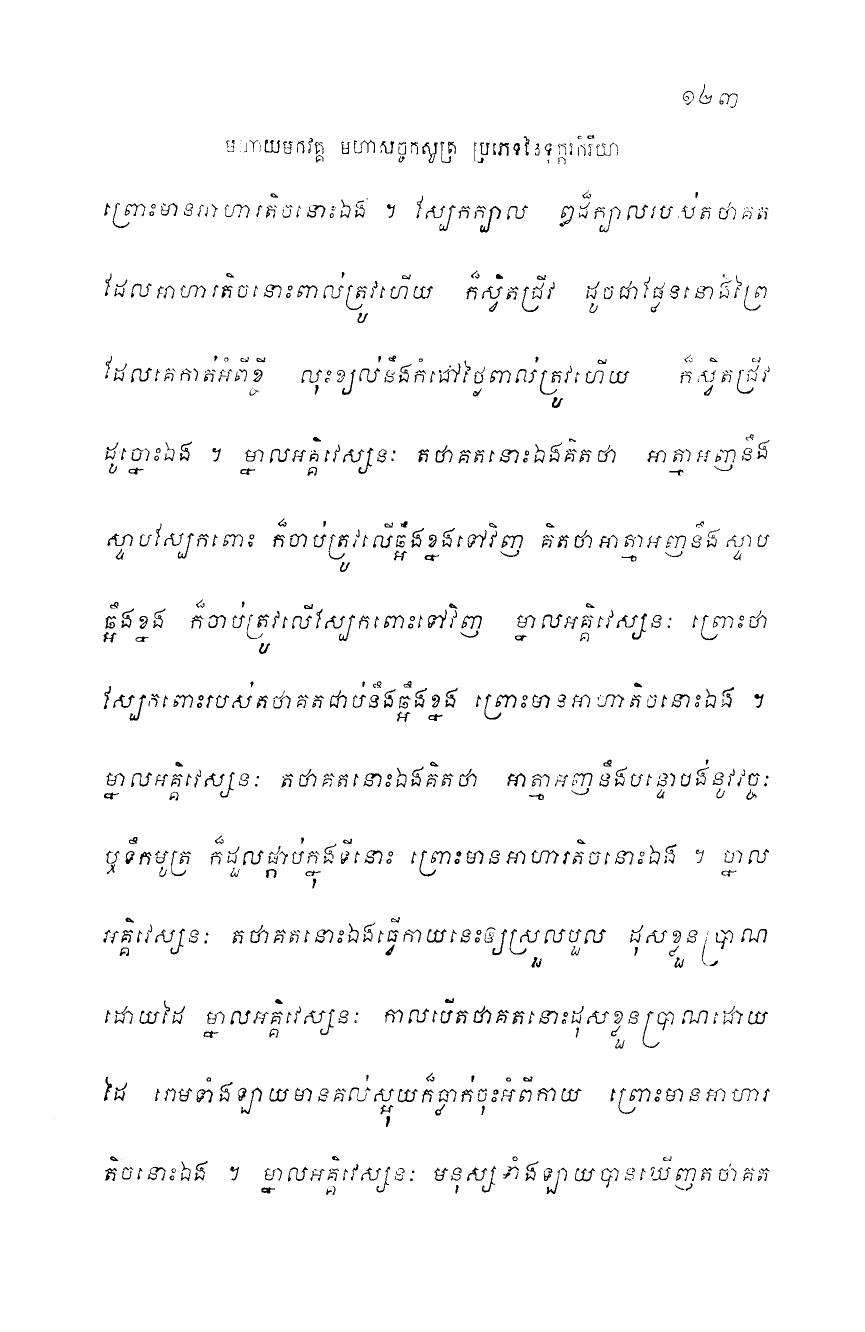 ១២៣
មហាយមកវគ្គ មហាសច្ចកសូត្រ ប្រភេទនៃទុក្ករកិរិយា
ព្រោះមានអាហារតិចនោះឯង ។ ស្បែកក្បាល ឰដ៏ក្បាលរបស់តថាគត
ដែលអាហារតិចនោះពាល់ត្រូវហើយ ក៏ស្វិតជ្រីវ ដូចជាផ្លែននោងព្រៃ
ដែលគេកាត់អំពីខ្ចី លុះខ្យល់នឹងកំដៅថ្ងៃពាល់ត្រូវហើយ ក៏ស្វិតជ្រីវ
ដូច្នោះឯង ។ ម្នាលអគ្គិវេស្សនៈ តថាគតនោះឯងគិតថា អាត្មាអញនឹង
ស្ទាបស្បែកពោះ ក៏ចាប់ត្រូវលើឆ្អឹងខ្នងទៅវិញ គិតថាអាត្មាអញនឹងស្ទាប
ឆ្អឹងខ្នង ក៏ចាប់ត្រូវលើស្បែកពោះទៅវិញ ម្នាលអគ្គិវេស្សនៈ ព្រោះថា
ស្បែកពោះរបស់តថាគតជាប់នឹងឆ្អឹងខ្នង ព្រោះមានអាហាតិចនោះឯង ។
ម្នាលអគ្គិវេស្សនៈ តថាគតនោះឯងគិតថា អាត្មាអញនឹងបន្ទោបង់នូវវច្ចៈ
ឬទឹកមូត្រ ក៏ដួលផ្កាប់ក្នុងទីនោះ ព្រោះមានអាហារតិចនោះឯង ។ ម្នាល
អគ្គិវេស្សនៈ តថាគតនោះឯងធ្វើកាយនេះឲ្យស្រួលបួល ដុសខ្លួនប្រាណ
ដោយដៃ ម្នាលអគ្គិវេស្សនៈ កាលបើតថាគតនោះដុសខ្លួនប្រាណដោយ
ដៃ រោមទាំងឡាយមានគល់ស្អុយក៏ធ្លាក់ចុះអំពីកាយ ព្រោះមានអាហារ
តិចនោះឯង ។ ម្នាលអគ្គិវេស្សនៈ មនុស្សទាំងឡាយបានឃើញតថាគត